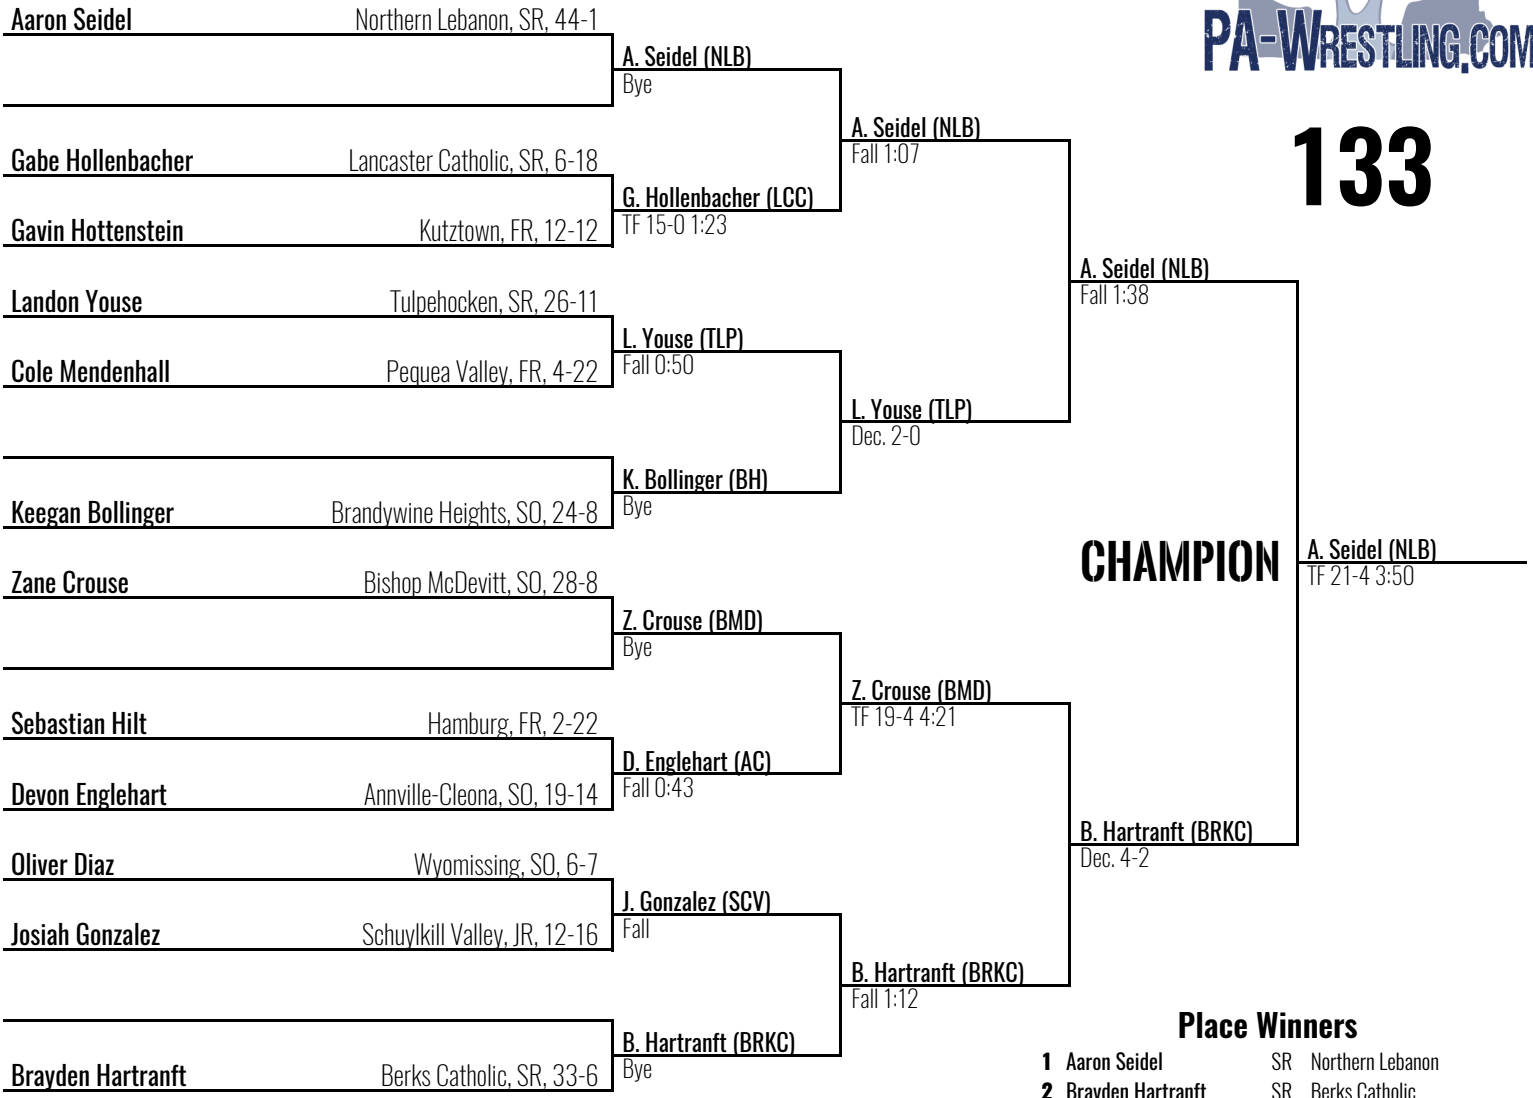 PA-WRESTLING.COM
133
Aaron Seidel Northern Lebanon, SR, 44-1
A. Seidel (NLB)
Bye
A. Seidel (NLB)
Fall 1:07
Gabe Hollenbacher Lancaster Catholic, SR, 6-18
G. Hollenbacher (LCC)
TF 15-0 1:23
Gavin Hottenstein Kutztown, FR, 12-12
A. Seidel (NLB)
Fall 1:38
Landon Youse Tulpehocken, SR, 26-11
L. Youse (TLP)
Fall 0:50
Cole Mendenhall Pequea Valley, FR, 4-22
L. Youse (TLP)
Dec. 2-0
K. Bollinger (BH)
Bye
Keegan Bollinger Brandywine Heights, SO, 24-8
CHAMPION
A. Seidel (NLB)
TF 21-4 3:50
Zane Crouse Bishop McDevitt, SO, 28-8
Z. Crouse (BMD)
Bye
Z. Crouse (BMD)
TF 19-4 4:21
Sebastian Hilt Hamburg, FR, 2-22
D. Englehart (AC)
Fall 0:43
Devon Englehart Annville-Cleona, SO, 19-14
B. Hartranft (BRKC)
Dec. 4-2
Oliver Diaz Wyomissing, SO, 6-7
J. Gonzalez (SCV)
Fall
Josiah Gonzalez Schuylkill Valley, JR, 12-16
B. Hartranft (BRKC)
Fall 1:12
B. Hartranft (BRKC)
Bye
Brayden Hartranft Berks Catholic, SR, 33-6
Place Winners
1 Aaron Seidel SR Northern Lebanon
2 Brayden Hartranft SR Berks Catholic